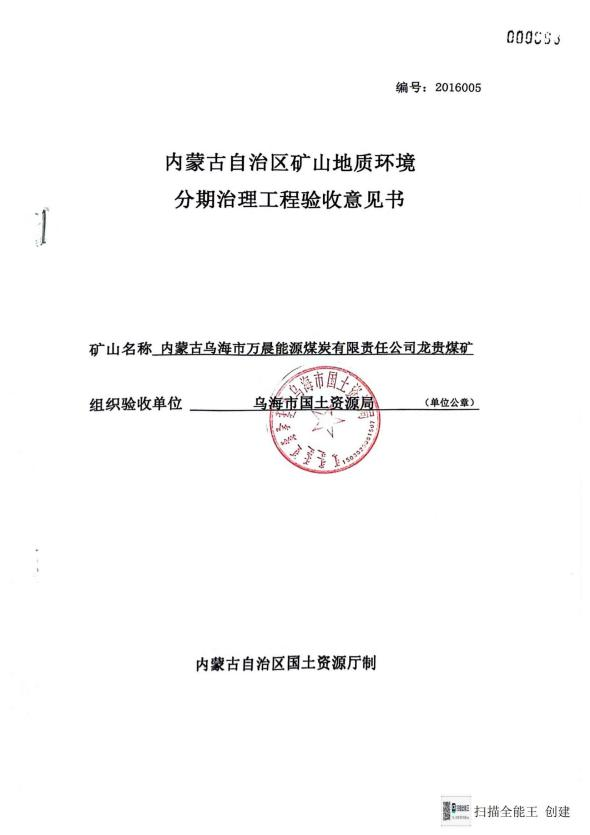 编号：2016005
内蒙古自治区矿山地质环境
分期治理工程验收意见书
矿山名称 内蒙古乌海市万晨能源煤炭有限责任公司龙贵煤矿
组织验收单位 乌海市国土资源局 （单位公章）
乌海市国土资源局
内蒙古自治区国土资源厅制
扫描全能王 创建